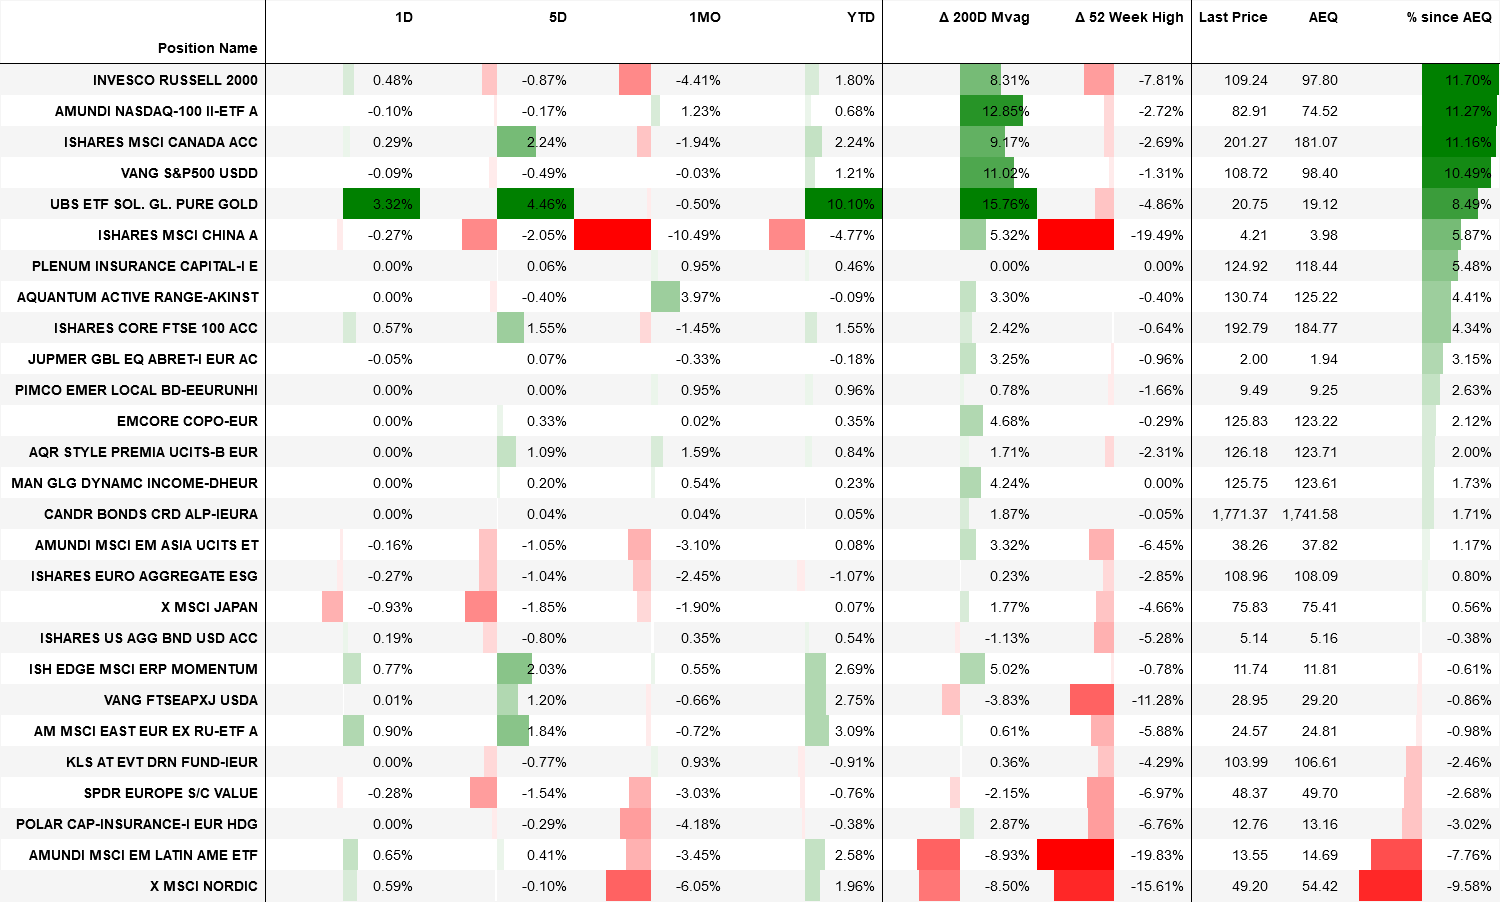 1D 5D 1MO YTD Δ 200D Mvag Δ 52 Week High Last Price AEQ % since AEQ
Position Name
INVESCO RUSSELL 2000 0.48% -0.87% -4.41% 1.80% 8.31% -7.81% 109.24 97.80 11.70%
AMUNDI NASDAQ-100 II-ETF A -0.10% -0.17% 1.23% 0.68% 12.85% -2.72% 82.91 74.52 11.27%
ISHARES MSCI CANADA ACC 0.29% 2.24% -1.94% 2.24% 9.17% -2.69% 201.27 181.07 11.16%
VANG S&P500 USDD -0.09% -0.49% -0.03% 1.21% 11.02% -1.31% 108.72 98.40 10.49%
UBS ETF SOL. GL. PURE GOLD 3.32% 4.46% -0.50% 10.10% 15.76% -4.86% 20.75 19.12 8.49%
ISHARES MSCI CHINA A -0.27% -2.05% -10.49% -4.77% 5.32% -19.49% 4.21 3.98 5.87%
PLENUM INSURANCE CAPITAL-I E 0.00% 0.06% 0.95% 0.46% 0.00% 0.00% 124.92 118.44 5.48%
AQUANTUM ACTIVE RANGE-AKINST 0.00% -0.40% 3.97% -0.09% 3.30% -0.40% 130.74 125.22 4.41%
ISHARES CORE FTSE 100 ACC 0.57% 1.55% -1.45% 1.55% 2.42% -0.64% 192.79 184.77 4.34%
JUPMER GBL EQ ABRET-I EUR AC -0.05% 0.07% -0.33% -0.18% 3.25% -0.96% 2.00 1.94 3.15%
PIMCO EMER LOCAL BD-EEURUNHI 0.00% 0.00% 0.95% 0.96% 0.78% -1.66% 9.49 9.25 2.63%
EMCORE COPO-EUR 0.00% 0.33% 0.02% 0.35% 4.68% -0.29% 125.83 123.22 2.12%
AQR STYLE PREMIA UCITS-B EUR 0.00% 1.09% 1.59% 0.84% 1.71% -2.31% 126.18 123.71 2.00%
MAN GLG DYNAMC INCOME-DHEUR 0.00% 0.20% 0.54% 0.23% 4.24% 0.00% 125.75 123.61 1.73%
CANDR BONDS CRD ALP-IEURA 0.00% 0.04% 0.04% 0.05% 1.87% -0.05% 1,771.37 1,741.58 1.71%
AMUNDI MSCI EM ASIA UCITS ET -0.16% -1.05% -3.10% 0.08% 3.32% -6.45% 38.26 37.82 1.17%
ISHARES EURO AGGREGATE ESG -0.27% -1.04% -2.45% -1.07% 0.23% -2.85% 108.96 108.09 0.80%
X MSCI JAPAN -0.93% -1.85% -1.90% 0.07% 1.77% -4.66% 75.83 75.41 0.56%
ISHARES US AGG BND USD ACC 0.19% -0.80% 0.35% 0.54% -1.13% -5.28% 5.14 5.16 -0.38%
ISH EDGE MSCI ERP MOMENTUM 0.77% 2.03% 0.55% 2.69% 5.02% -0.78% 11.74 11.81 -0.61%
VANG FTSEAPXJ USDA 0.01% 1.20% -0.66% 2.75% -3.83% -11.28% 28.95 29.20 -0.86%
AM MSCI EAST EUR EX RU-ETF A 0.90% 1.84% -0.72% 3.09% 0.61% -5.88% 24.57 24.81 -0.98%
KLS AT EVT DRN FUND-IEUR 0.00% -0.77% 0.93% -0.91% 0.36% -4.29% 103.99 106.61 -2.46%
SPDR EUROPE S/C VALUE -0.28% -1.54% -3.03% -0.76% -2.15% -6.97% 48.37 49.70 -2.68%
POLAR CAP-INSURANCE-I EUR HDG 0.00% -0.29% -4.18% -0.38% 2.87% -6.76% 12.76 13.16 -3.02%
AMUNDI MSCI EM LATIN AME ETF 0.65% 0.41% -3.45% 2.58% -8.93% -19.83% 13.55 14.69 -7.76%
X MSCI NORDIC 0.59% -0.10% -6.05% 1.96% -8.50% -15.61% 49.20 54.42 -9.58%